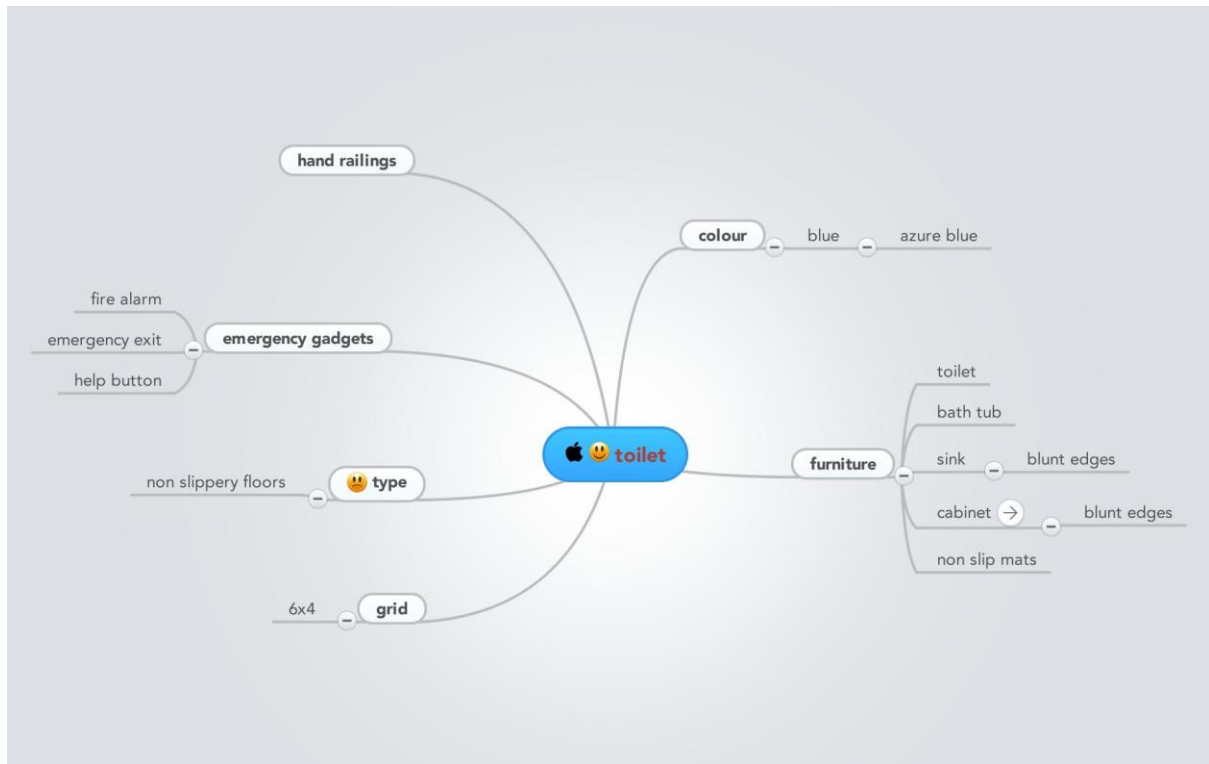 hand railings
colour
blue
azure blue
fire alarm
emergency exit
help button
emergency gadgets
toilet
toilet
bath tub
sink
blunt edges
cabinet
blunt edges
non slip mats
furniture
non slippery floors
type
6x4
grid